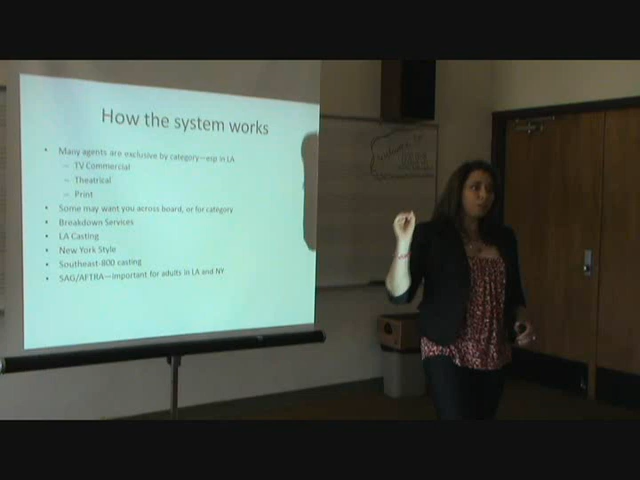 How the system works
• Many agents are exclusive by category—esp in LA
– TV Commercial
– Theatrical
– Print
• Some may want you across board, or for category
• Breakdown Services
• LA Casting
• New York Style
• Southeast-800 casting
• SAG/AFTRA—important for adults in LA and NY